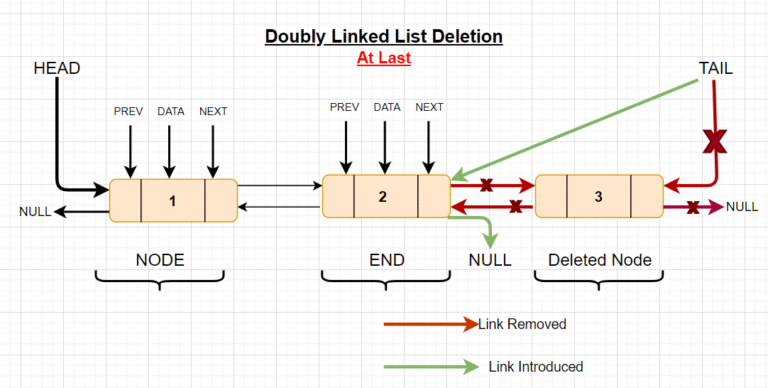 Doubly Linked List Deletion
At Last
HEAD
TAIL
PREV DATA NEXT
PREV DATA NEXT
1
2
3
NULL
NULL
NODE
END
NULL
Deleted Node
Link Removed
Link Introduced